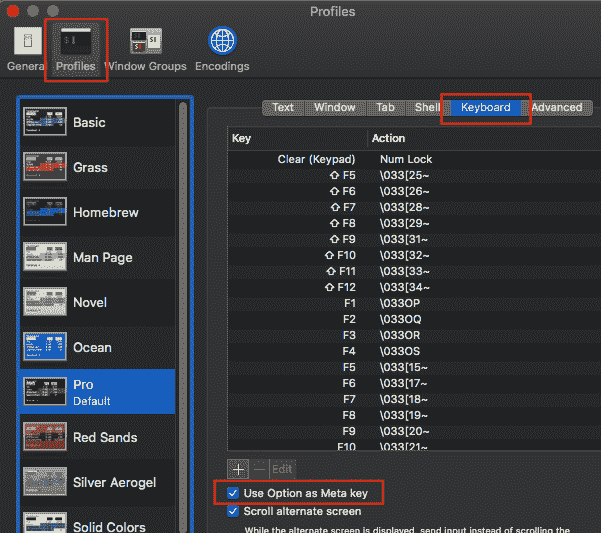 Profiles
General Profiles Window Groups Encodings
Text Window Tab Shell Keyboard Advanced
Basic
Grass
Homebrew
Man Page
Novel
Ocean
Pro
Default
Red Sands
Silver Aerogel
Solid Colors
Key Action
Clear (Keypad) Num Lock
⇧ F5 \033[25~
⇧ F6 \033[26~
⇧ F7 \033[28~
⇧ F8 \033[29~
⇧ F9 \033[31~
⇧ F10 \033[32~
⇧ F11 \033[33~
⇧ F12 \033[34~
F1 \033OP
F2 \033OQ
F3 \033OR
F4 \033OS
F5 \033[15~
F6 \033[17~
F7 \033[18~
F8 \033[19~
F9 \033[20~
F10 \033[21~
+ − Edit
Use Option as Meta key
Scroll alternate screen
While the alternate screen is displayed, send input instead of scrolling the